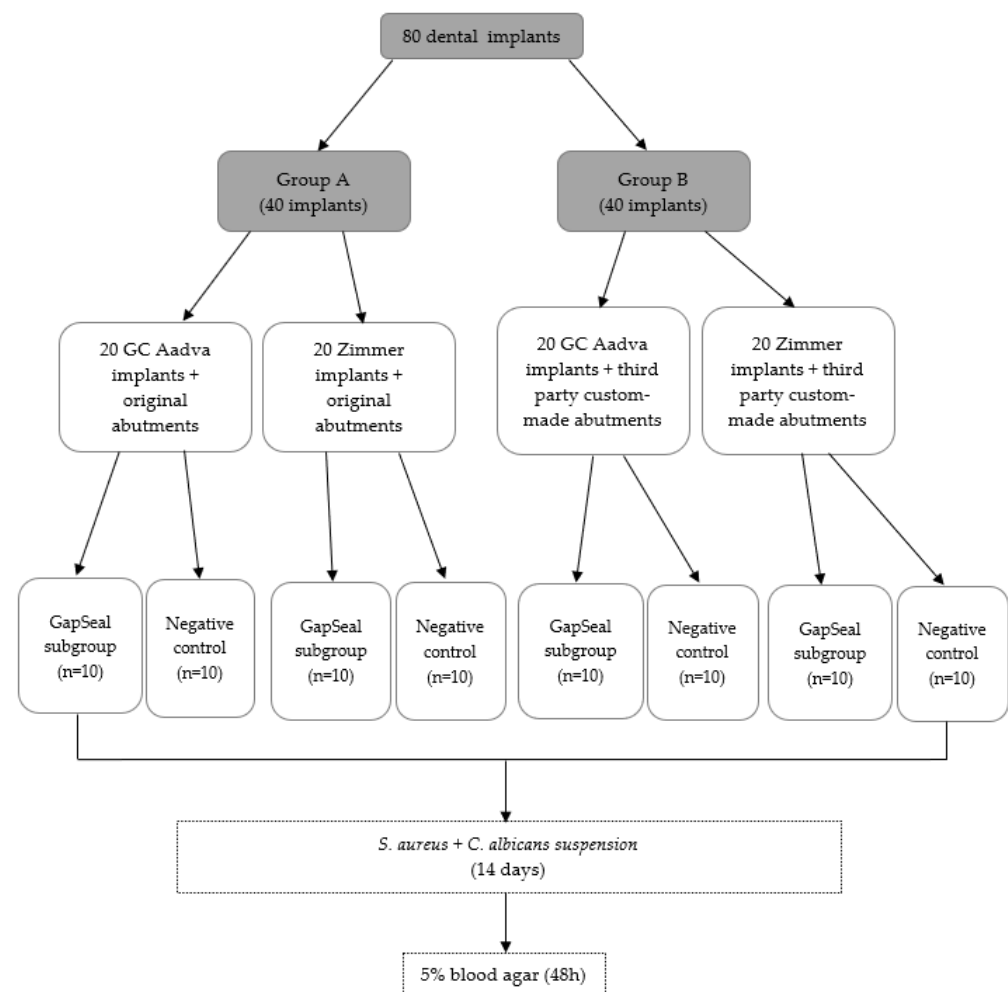 80 dental implants
Group A
(40 implants)
Group B
(40 implants)
20 GC Aadva
implants +
original
abutments
20 Zimmer
implants +
original
abutments
20 GC Aadva
implants + third
party custom-
made abutments
20 Zimmer
implants + third
party custom-
made abutments
GapSeal
subgroup
(n=10)
Negative
control
(n=10)
GapSeal
subgroup
(n=10)
Negative
control
(n=10)
GapSeal
subgroup
(n=10)
Negative
control
(n=10)
GapSeal
subgroup
(n=10)
Negative
control
(n=10)
S. aureus + C. albicans suspension
(14 days)
5% blood agar (48h)